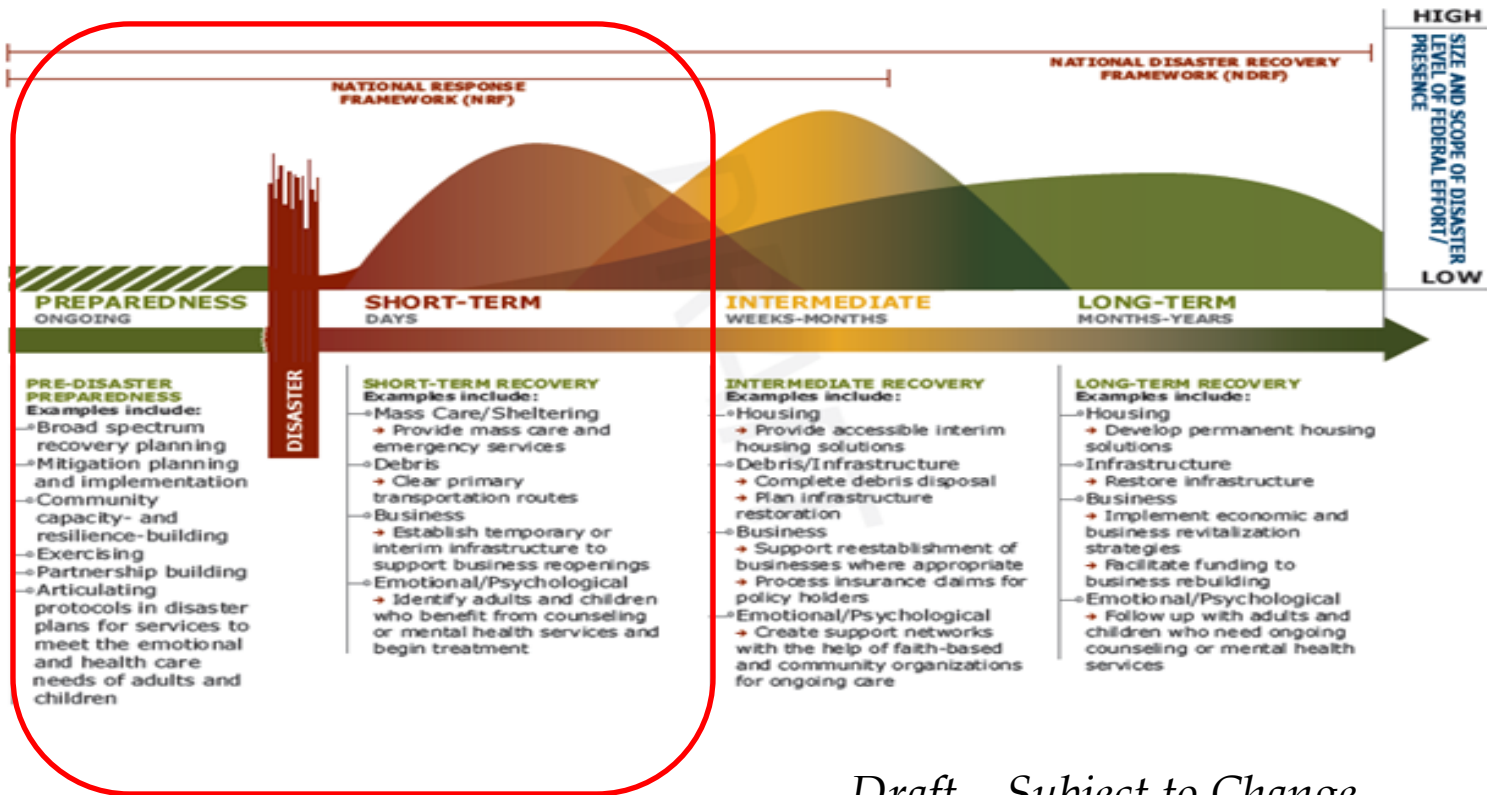 HIGH
SIZE AND SCOPE OF DISASTER
LEVEL OF FEDERAL EFFORT/
PRESENCE
LOW
NATIONAL DISASTER RECOVERY
FRAMEWORK (NDRF)
NATIONAL RESPONSE
FRAMEWORK (NRF)
PREPAREDNESS
ONGOING
SHORT-TERM
DAYS
INTERMEDIATE
WEEKS-MONTHS
LONG-TERM
MONTHS-YEARS
DISASTER
PRE-DISASTER
PREPAREDNESS
Examples include:
Broad spectrum
recovery planning
Mitigation planning
and implementation
Community
capacity- and
resilience-building
Exercising
Partnership building
Articulating
protocols in disaster
plans for services to
meet the emotional
and health care
needs of adults and
children
SHORT-TERM RECOVERY
Examples include:
Mass Care/Sheltering
➔ Provide mass care and
emergency services
Debris
➔ Clear primary
transportation routes
Business
➔ Establish temporary or
interim infrastructure to
support business reopenings
Emotional/Psychological
➔ Identify adults and children
who benefit from counseling
or mental health services and
begin treatment
INTERMEDIATE RECOVERY
Examples include:
Housing
➔ Provide accessible interim
housing solutions
Debris/Infrastructure
➔ Complete debris disposal
➔ Plan infrastructure
restoration
Business
➔ Support reestablishment of
businesses where appropriate
➔ Process insurance claims for
policy holders
Emotional/Psychological
➔ Create support networks
with the help of faith-based
and community organizations
for ongoing care
LONG-TERM RECOVERY
Examples include:
Housing
➔ Develop permanent housing
solutions
Infrastructure
➔ Restore infrastructure
Business
➔ Implement economic and
business revitalization
strategies
➔ Facilitate funding to
business rebuilding
Emotional/Psychological
➔ Follow up with adults and
children who need ongoing
counseling or mental health
services
Draft – Subject to Change